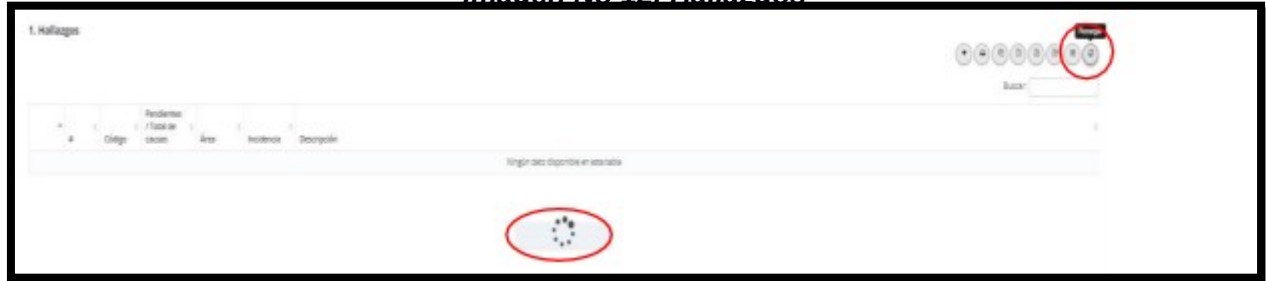 1. Hallazgos
Buscar:
Pendientes
/ Total de
# Código causas Área Incidencia Descripción
Ningún dato disponible en esta tabla